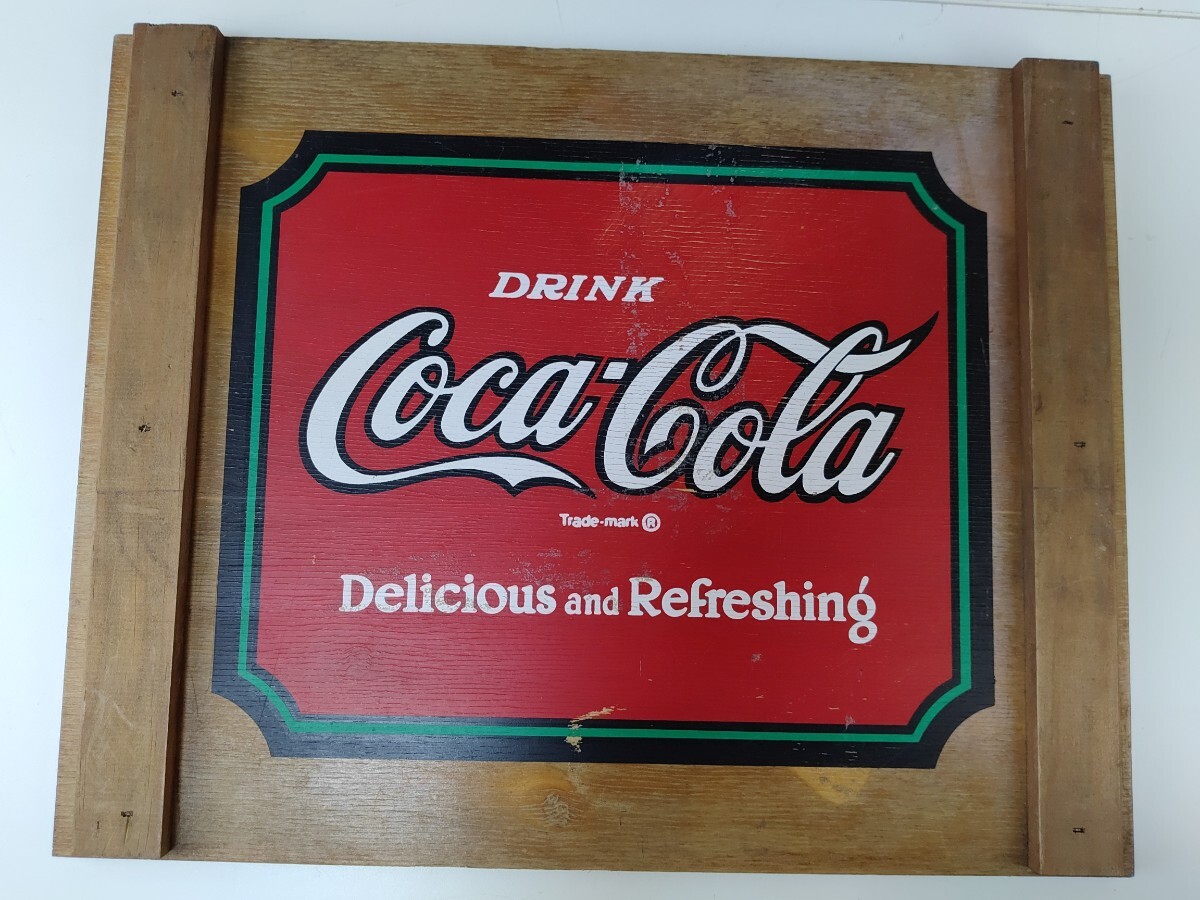 DRINK
Coca-Cola
Trade-mark ®
Delicious and Refreshing